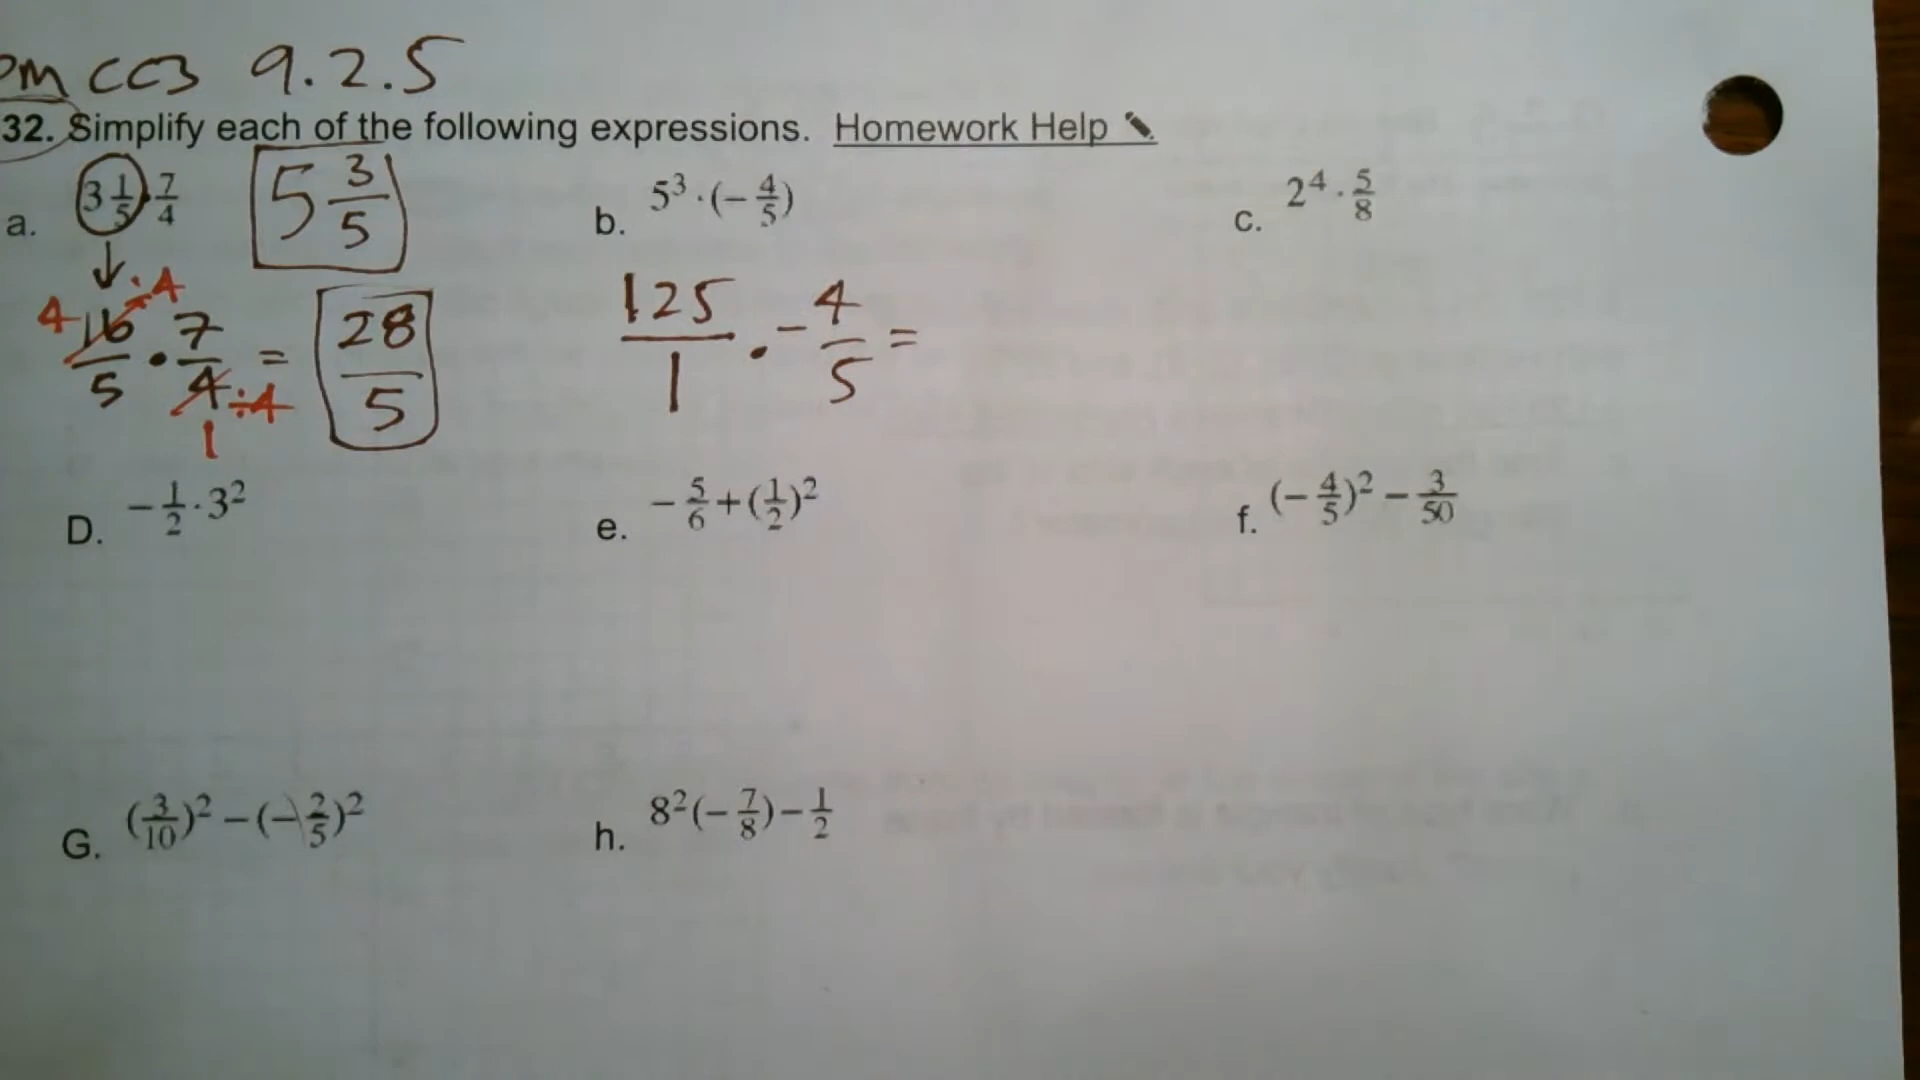 PM CC3 9.2.5
32. Simplify each of the following expressions. Homework Help ✎
a. 3 1/5 · 7/4
5 3/5
b. 5³ · (− 4/5)
c. 2⁴ · 5/8
÷4
4 16/5 · 7/4 = 28/5
÷4
1
125/1 · − 4/5 =
D. − 1/2 · 3²
e. − 5/6 + (1/2)²
f. (− 4/5)² − 3/50
G. (3/10)² − (− 2/5)²
h. 8²(− 7/8) − 1/2